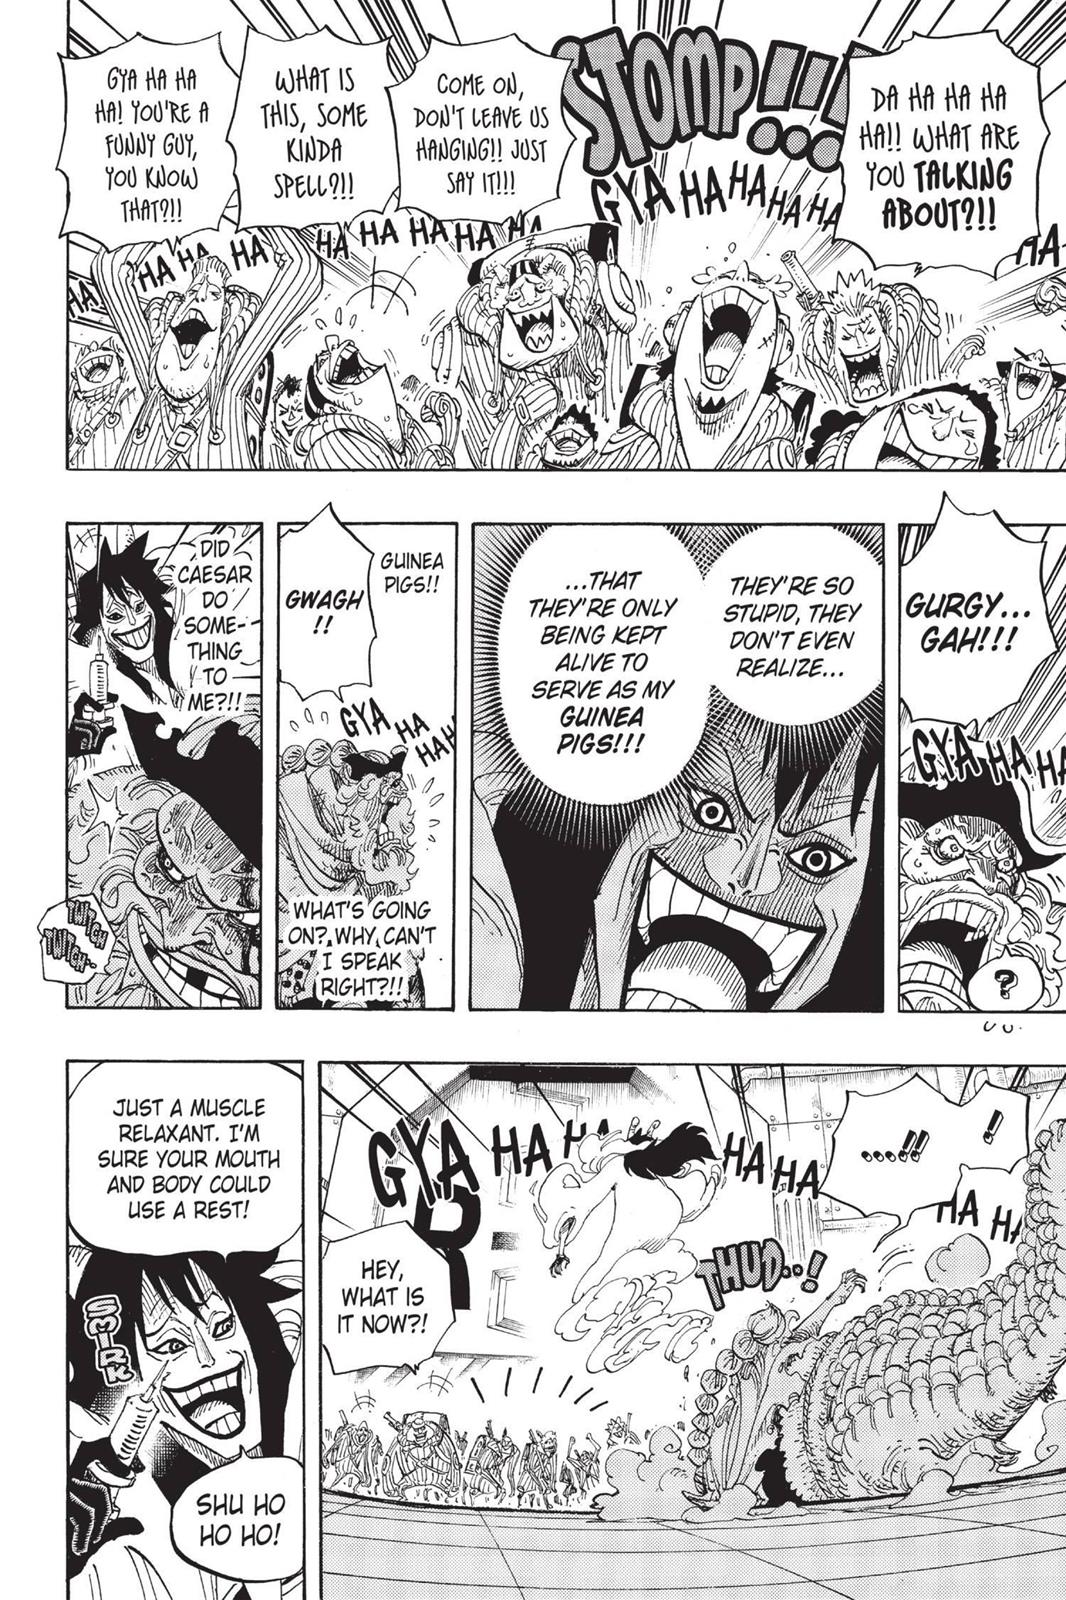 DA HA HA HA
HA!! WHAT ARE
YOU TALKING
ABOUT?!!
STOMP!!!
GYA HA HA HA HA HA
HA
COME ON,
DON'T LEAVE US
HANGING!! JUST
SAY IT!!!
WHAT IS
THIS, SOME
KINDA
SPELL?!!
GYA HA HA
HA! YOU'RE A
FUNNY GUY,
YOU KNOW
THAT?!!
HA HA HA HA HA
HA! HA HA HA
GURGY...
GAH!!!
GYA HA HA
?
THEY'RE SO
STUPID, THEY
DON'T EVEN
REALIZE...
...THAT
THEY'RE ONLY
BEING KEPT
ALIVE TO
SERVE AS MY
GUINEA
PIGS!!!
GUINEA
PIGS!!
GWAGH
!!
GYA HA HAH
WHAT'S GOING
ON? WHY CAN'T
I SPEAK
RIGHT?!!
DID
CAESAR
DO
SOME-
THING
TO
ME?!!
TWICH
TWICH..
!
...!!
HA HA
GYA HA HA HA HA
THUD..!
HEY,
WHAT IS
IT NOW?!
R
JUST A MUSCLE
RELAXANT. I'M
SURE YOUR MOUTH
AND BODY COULD
USE A REST!
SMIRK
SHU HO
HO HO!